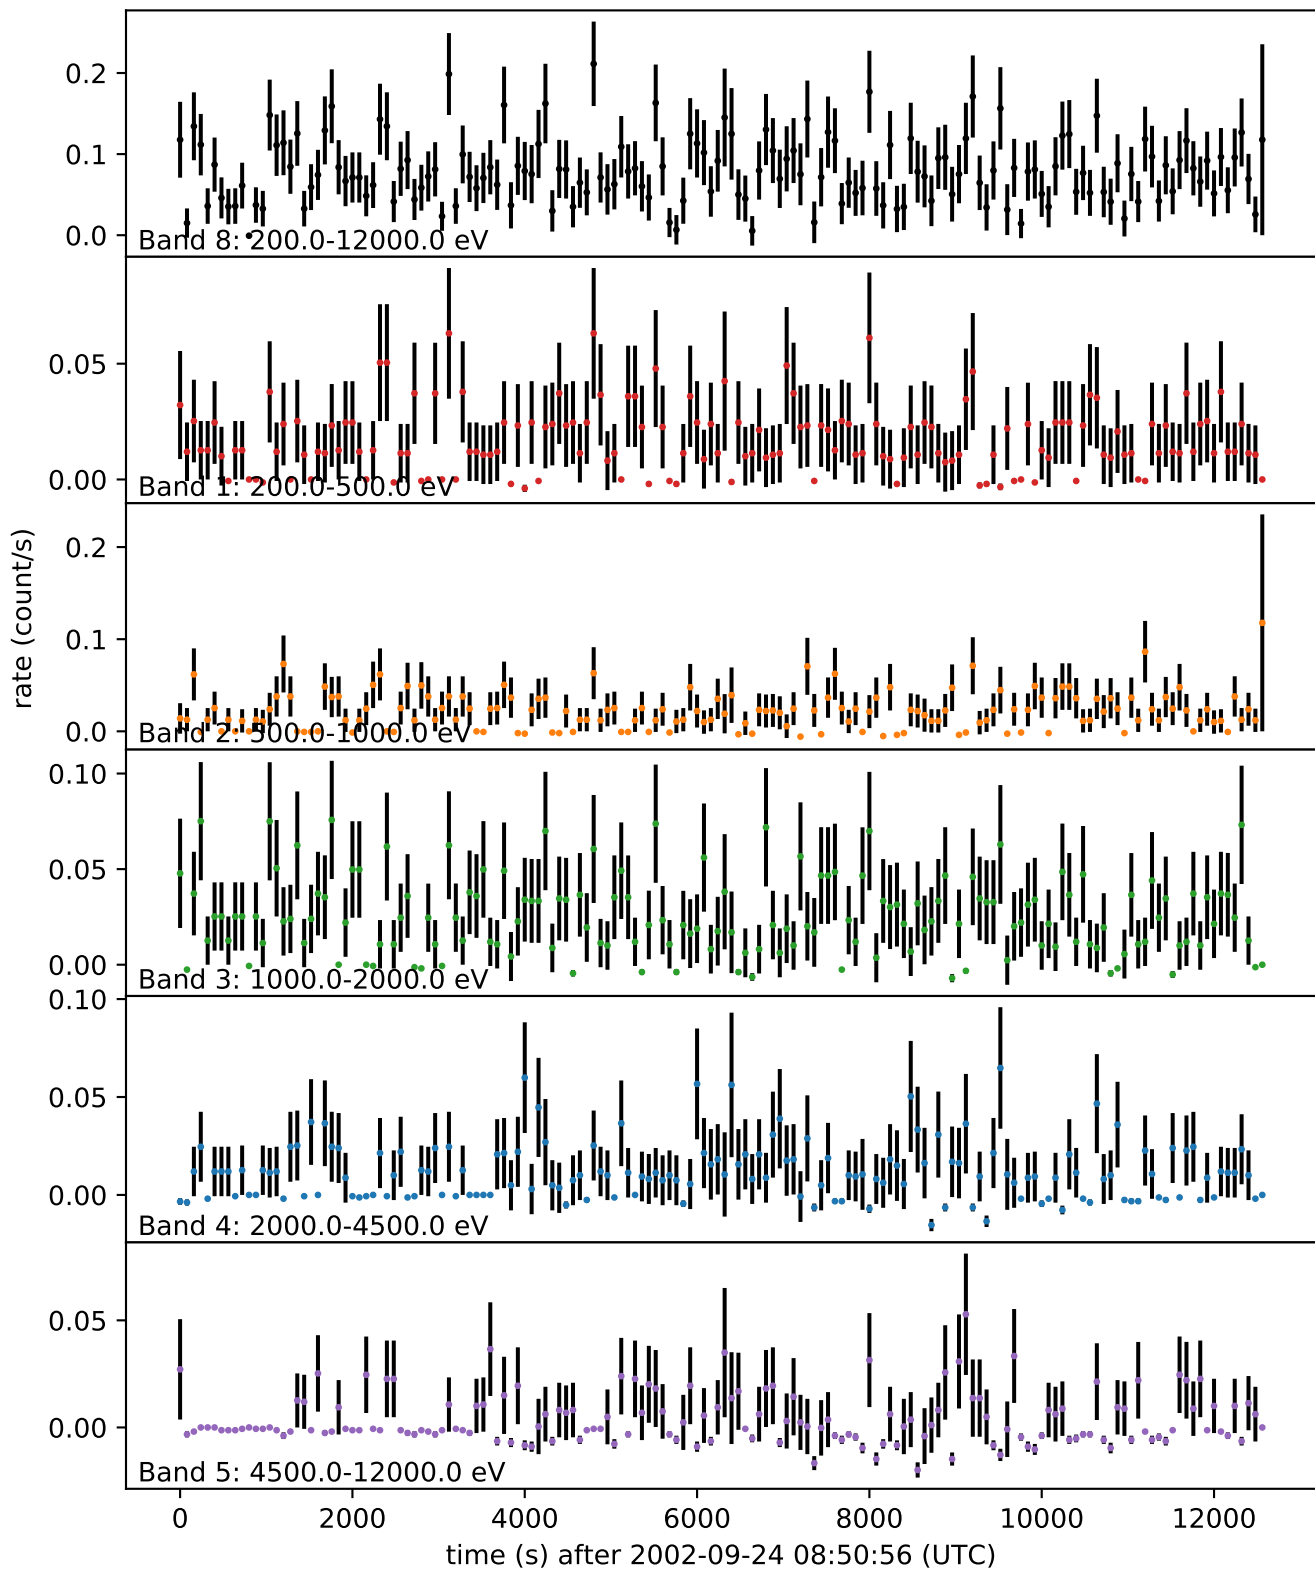 0.2
0.1
0.0
Band 8: 200.0-12000.0 eV
0.05
0.00
Band 1: 200.0-500.0 eV
rate (count/s)
0.2
0.1
0.0
Band 2: 500.0-1000.0 eV
0.10
0.05
0.00
Band 3: 1000.0-2000.0 eV
0.10
0.05
0.00
Band 4: 2000.0-4500.0 eV
0.05
0.00
Band 5: 4500.0-12000.0 eV
0 2000 4000 6000 8000 10000 12000
time (s) after 2002-09-24 08:50:56 (UTC)